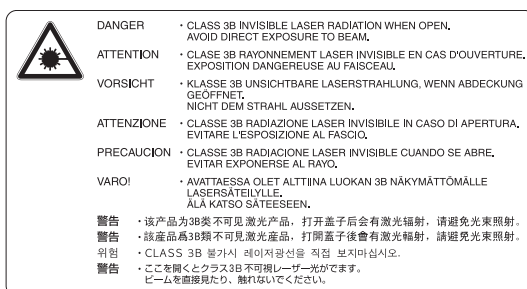 DANGER ・CLASS 3B INVISIBLE LASER RADIATION WHEN OPEN.
AVOID DIRECT EXPOSURE TO BEAM.
ATTENTION ・CLASE 3B RAYONNEMENT LASER INVISIBLE EN CAS D'OUVERTURE.
EXPOSITION DANGEREUSE AU FAISCEAU.
VORSICHT ・KLASSE 3B UNSICHTBARE LASERSTRAHLUNG, WENN ABDECKUNG
GEÖFFNET.
NICHT DEM STRAHL AUSSETZEN.
ATTENZIONE ・CLASSE 3B RADIAZIONE LASER INVISIBILE IN CASO DI APERTURA.
EVITARE L'ESPOSIZIONE AL FASCIO.
PRECAUCION ・CLASSE 3B RADIACIONE LASER INVISIBLE CUANDO SE ABRE.
EVITAR EXPONERSE AL RAYO.
VARO! ・AVATTAESSA OLET ALTTIINA LUOKAN 3B NÄKYMÄTTÖMÄLLE
LASERSÄTEILYLLE.
ÄLÄ KATSO SÄTEESEEN.
警告 ・该产品为3B类不可见激光产品，打开盖子后会有激光辐射，请避免光束照射。
警告 ・該産品爲3B類不可見激光産品，打開蓋子後會有激光輻射，請避免光束照射。
위험 ・CLASS 3B 불가시 레이저광선을 직접 보지마십시오.
警告 ・ここを開くとクラス3B不可視レーザー光がでます。
ビームを直接見たり、触れないでください。